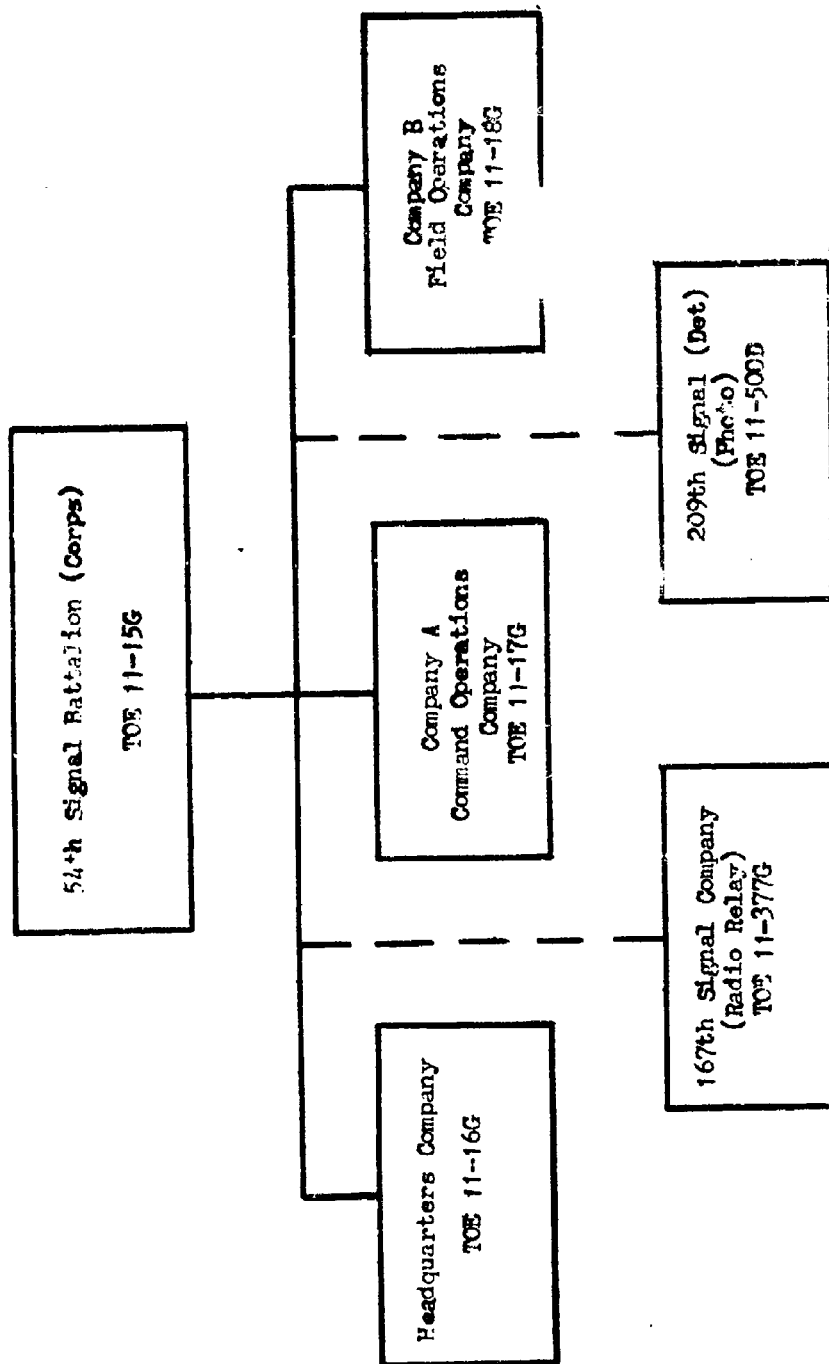 54th Signal Battalion (Corps)
TOE 11-15G
Headquarters Company
TOE 11-16G
Company A
Command Operations
Company
TOE 11-17G
Company B
Field Operations
Company
TOE 11-18G
167th Signal Company
(Radio Relay)
TOE 11-377G
209th Signal (Det)
(Photo)
TOE 11-500D